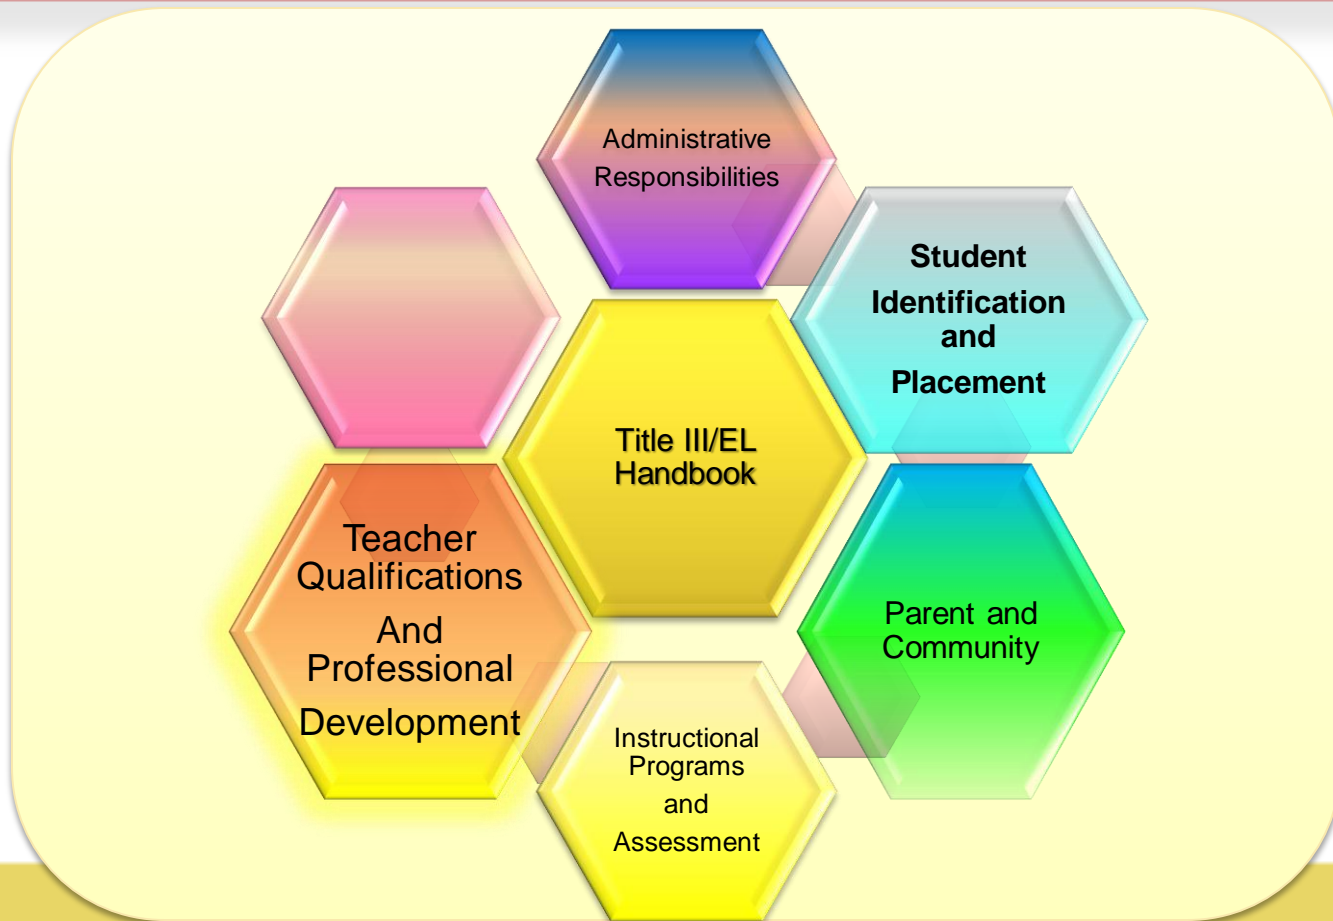 Administrative
Responsibilities
Student
Identification
and
Placement
Title III/EL
Handbook
Teacher
Qualifications
And
Professional
Development
Parent and
Community
Instructional
Programs
and
Assessment